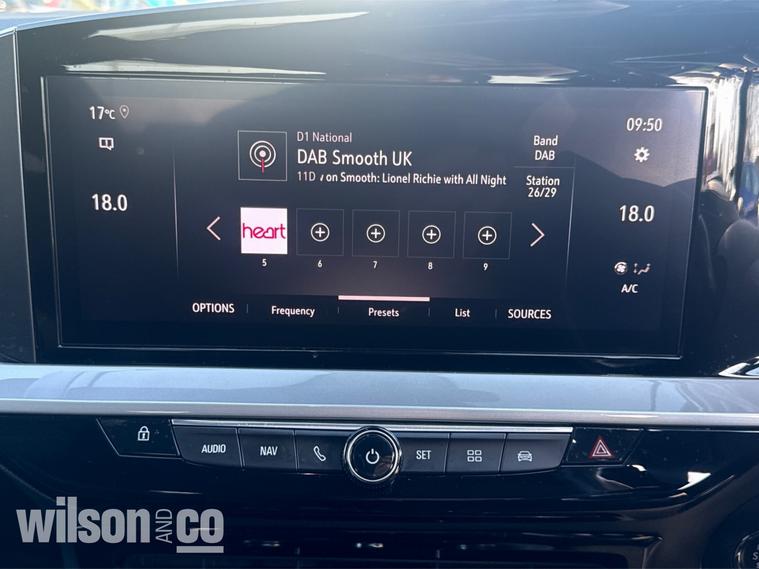 17°C
09:50
D1 National
DAB Smooth UK
11D
on Smooth: Lionel Richie with All Night
Band
DAB
Station
26/29
18.0
18.0
heart
5
6
7
8
9
A/C
OPTIONS
Frequency
Presets
List
SOURCES
AUDIO
NAV
SET
wilson AND co